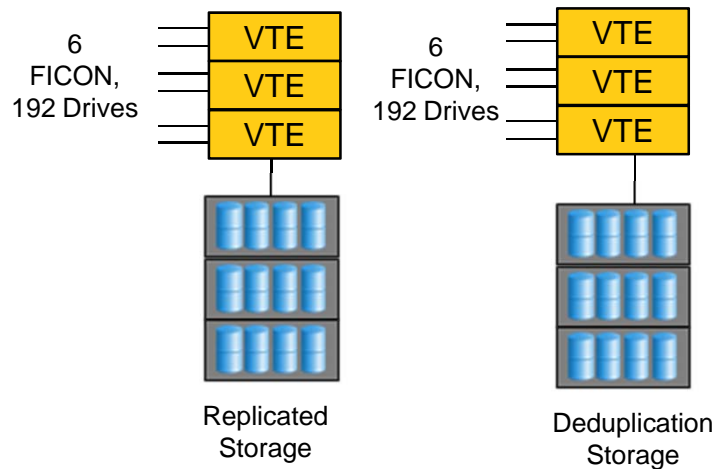 6
FICON,
192 Drives
VTE
VTE
VTE
Replicated
Storage
6
FICON,
192 Drives
VTE
VTE
VTE
Deduplication
Storage